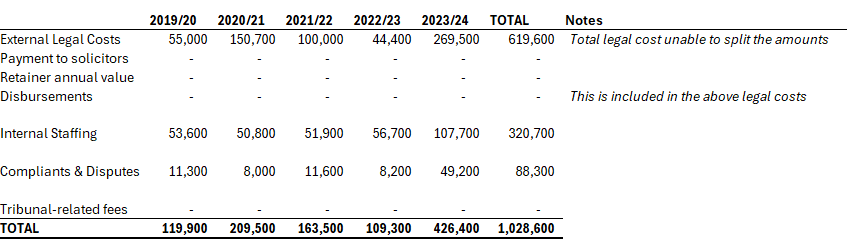 2019/20 2020/21 2021/22 2022/23 2023/24 TOTAL Notes
External Legal Costs 55,000 150,700 100,000 44,400 269,500 619,600 Total legal cost unable to split the amounts
Payment to solicitors - - - - - -
Retainer annual value - - - - - -
Disbursements - - - - - - This is included in the above legal costs
Internal Staffing 53,600 50,800 51,900 56,700 107,700 320,700
Compliants & Disputes 11,300 8,000 11,600 8,200 49,200 88,300
Tribunal-related fees - - - - - -
TOTAL 119,900 209,500 163,500 109,300 426,400 1,028,600